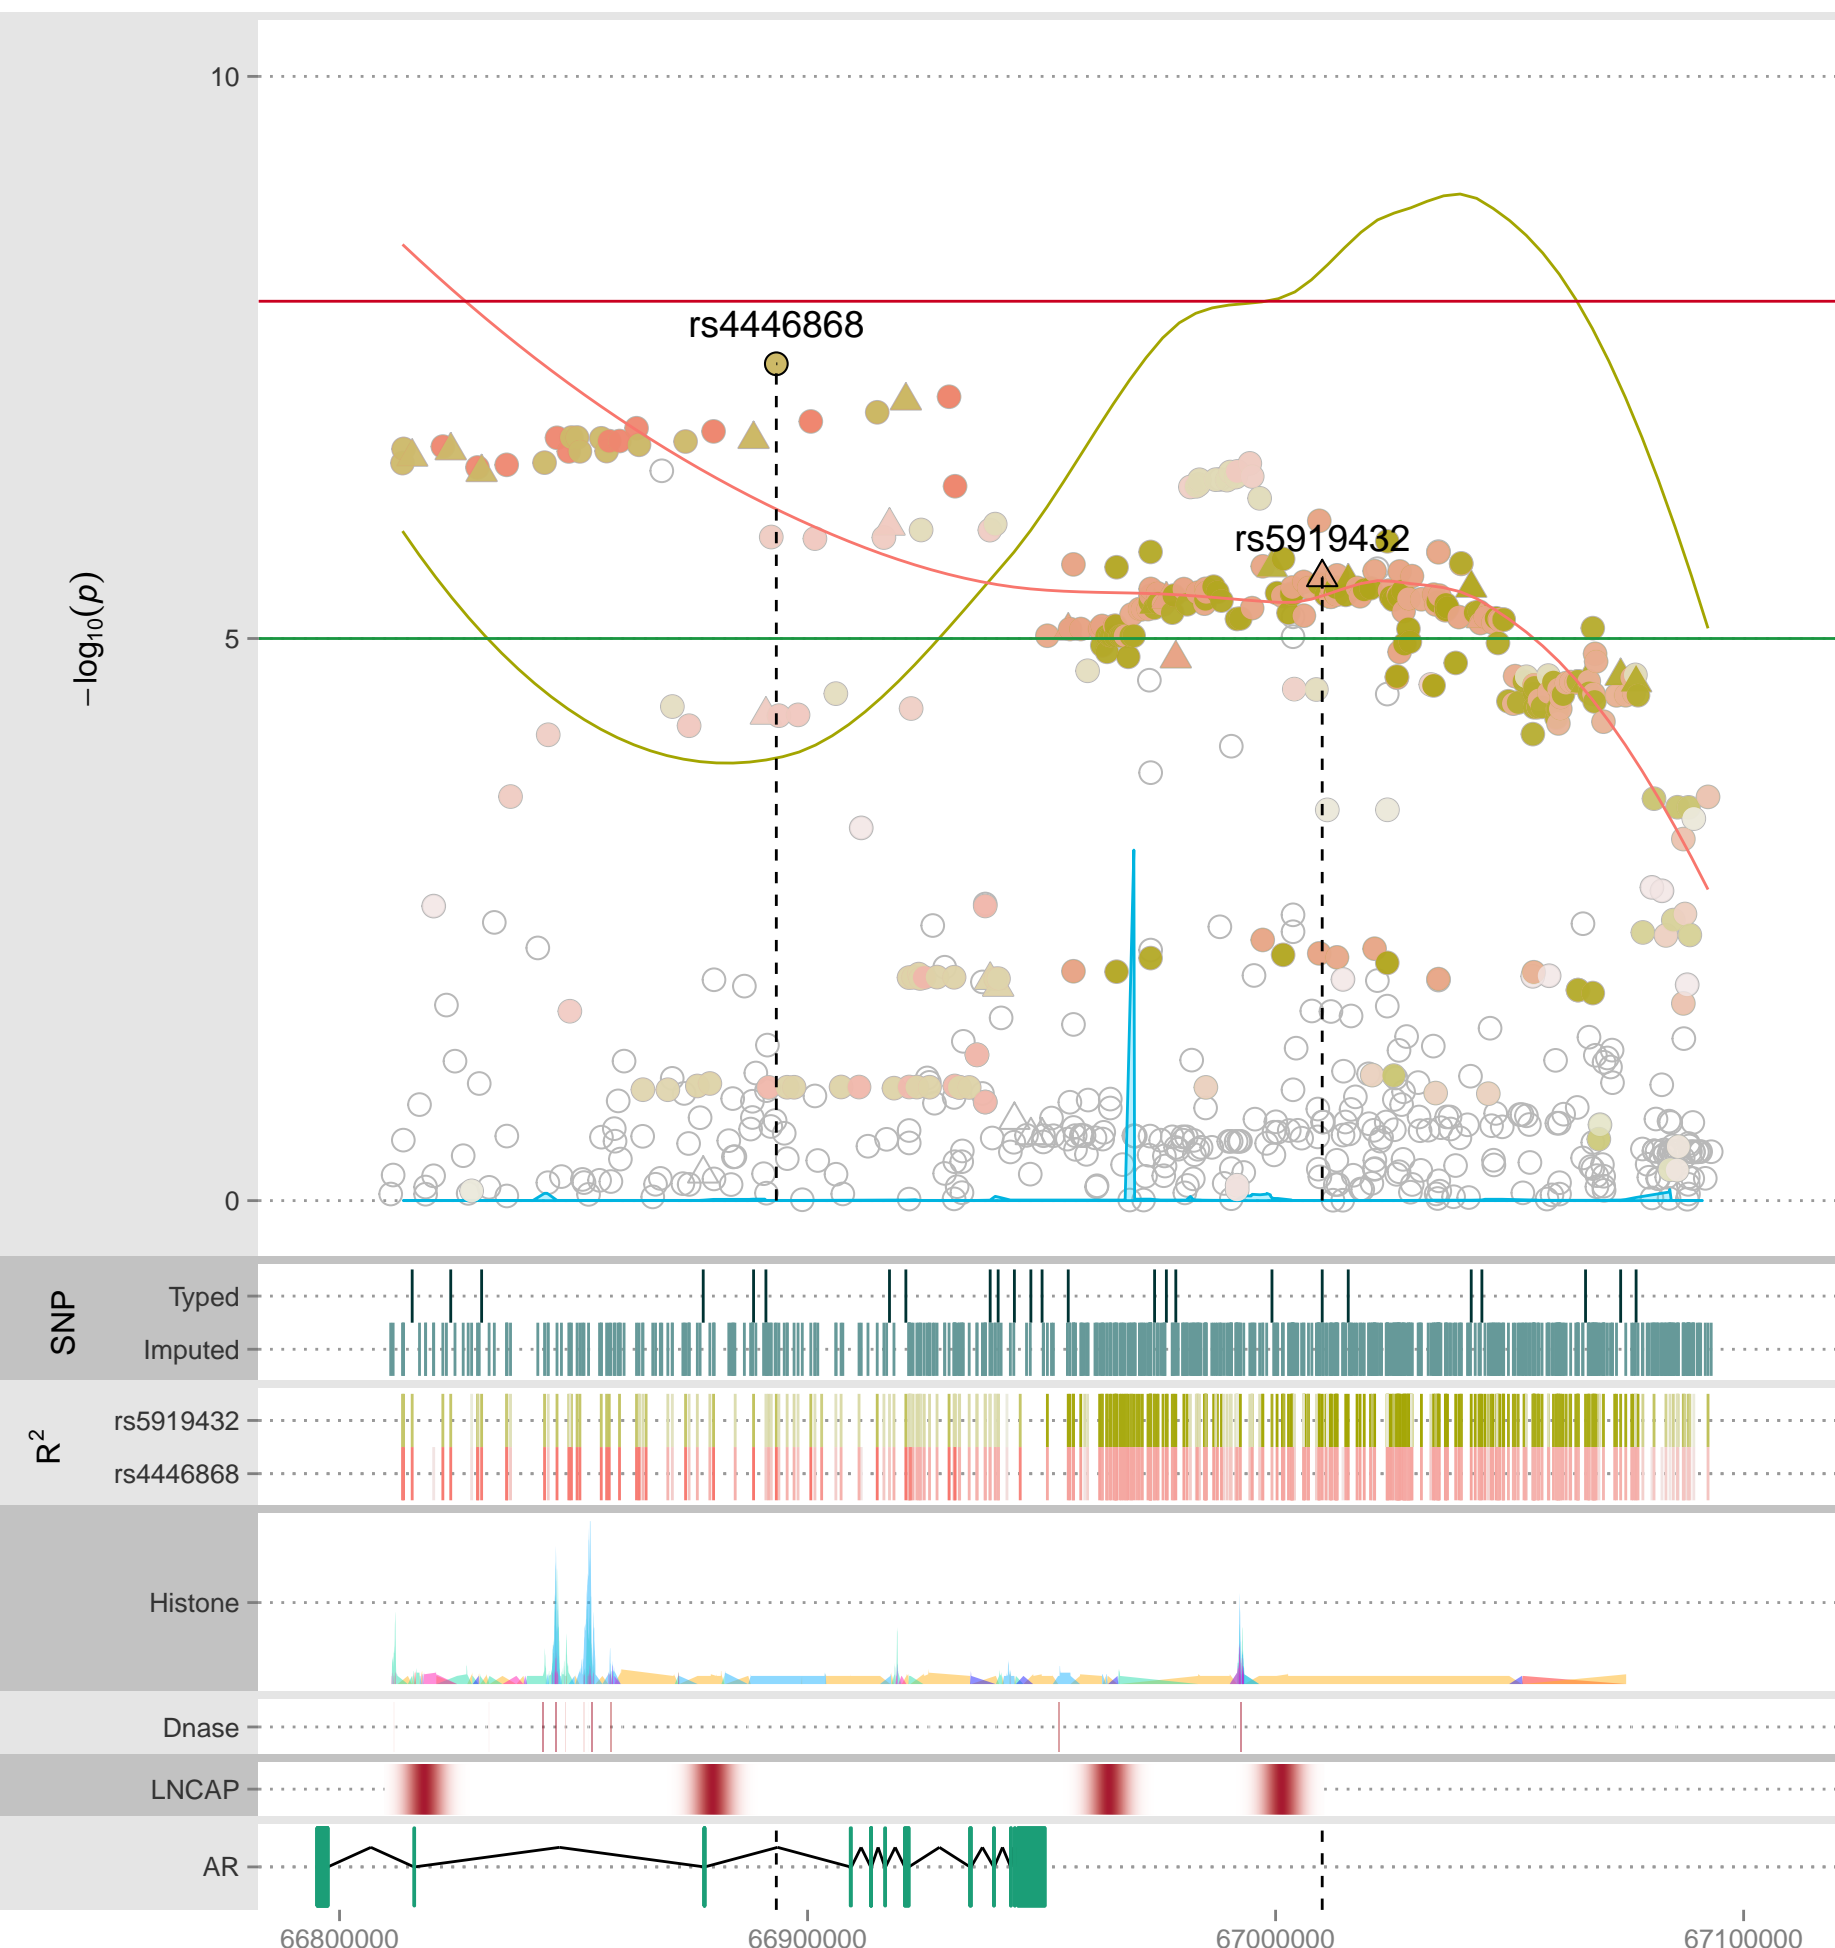 10
rs4446868
rs5919432
−log10(p)
5
0
SNP
Typed
Imputed
R2
rs5919432
rs4446868
Histone
Dnase
LNCAP
AR
66800000 66900000 67000000 67100000